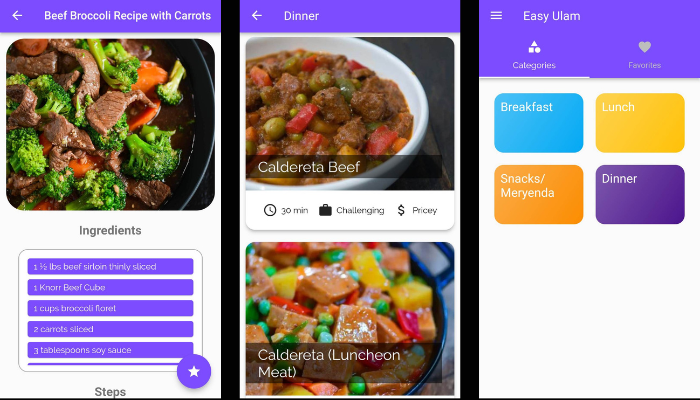 Beef Broccoli Recipe with Carrots
Ingredients
1 ½ lbs beef sirloin thinly sliced
1 Knorr Beef Cube
1 cups broccoli floret
2 carrots sliced
3 tablespoons soy sauce
Steps
Dinner
Caldereta Beef
30 min
Challenging
Pricey
Caldereta (Luncheon
Meat)
Easy Ulam
Categories
Favorites
Breakfast
Lunch
Snacks/
Meryenda
Dinner